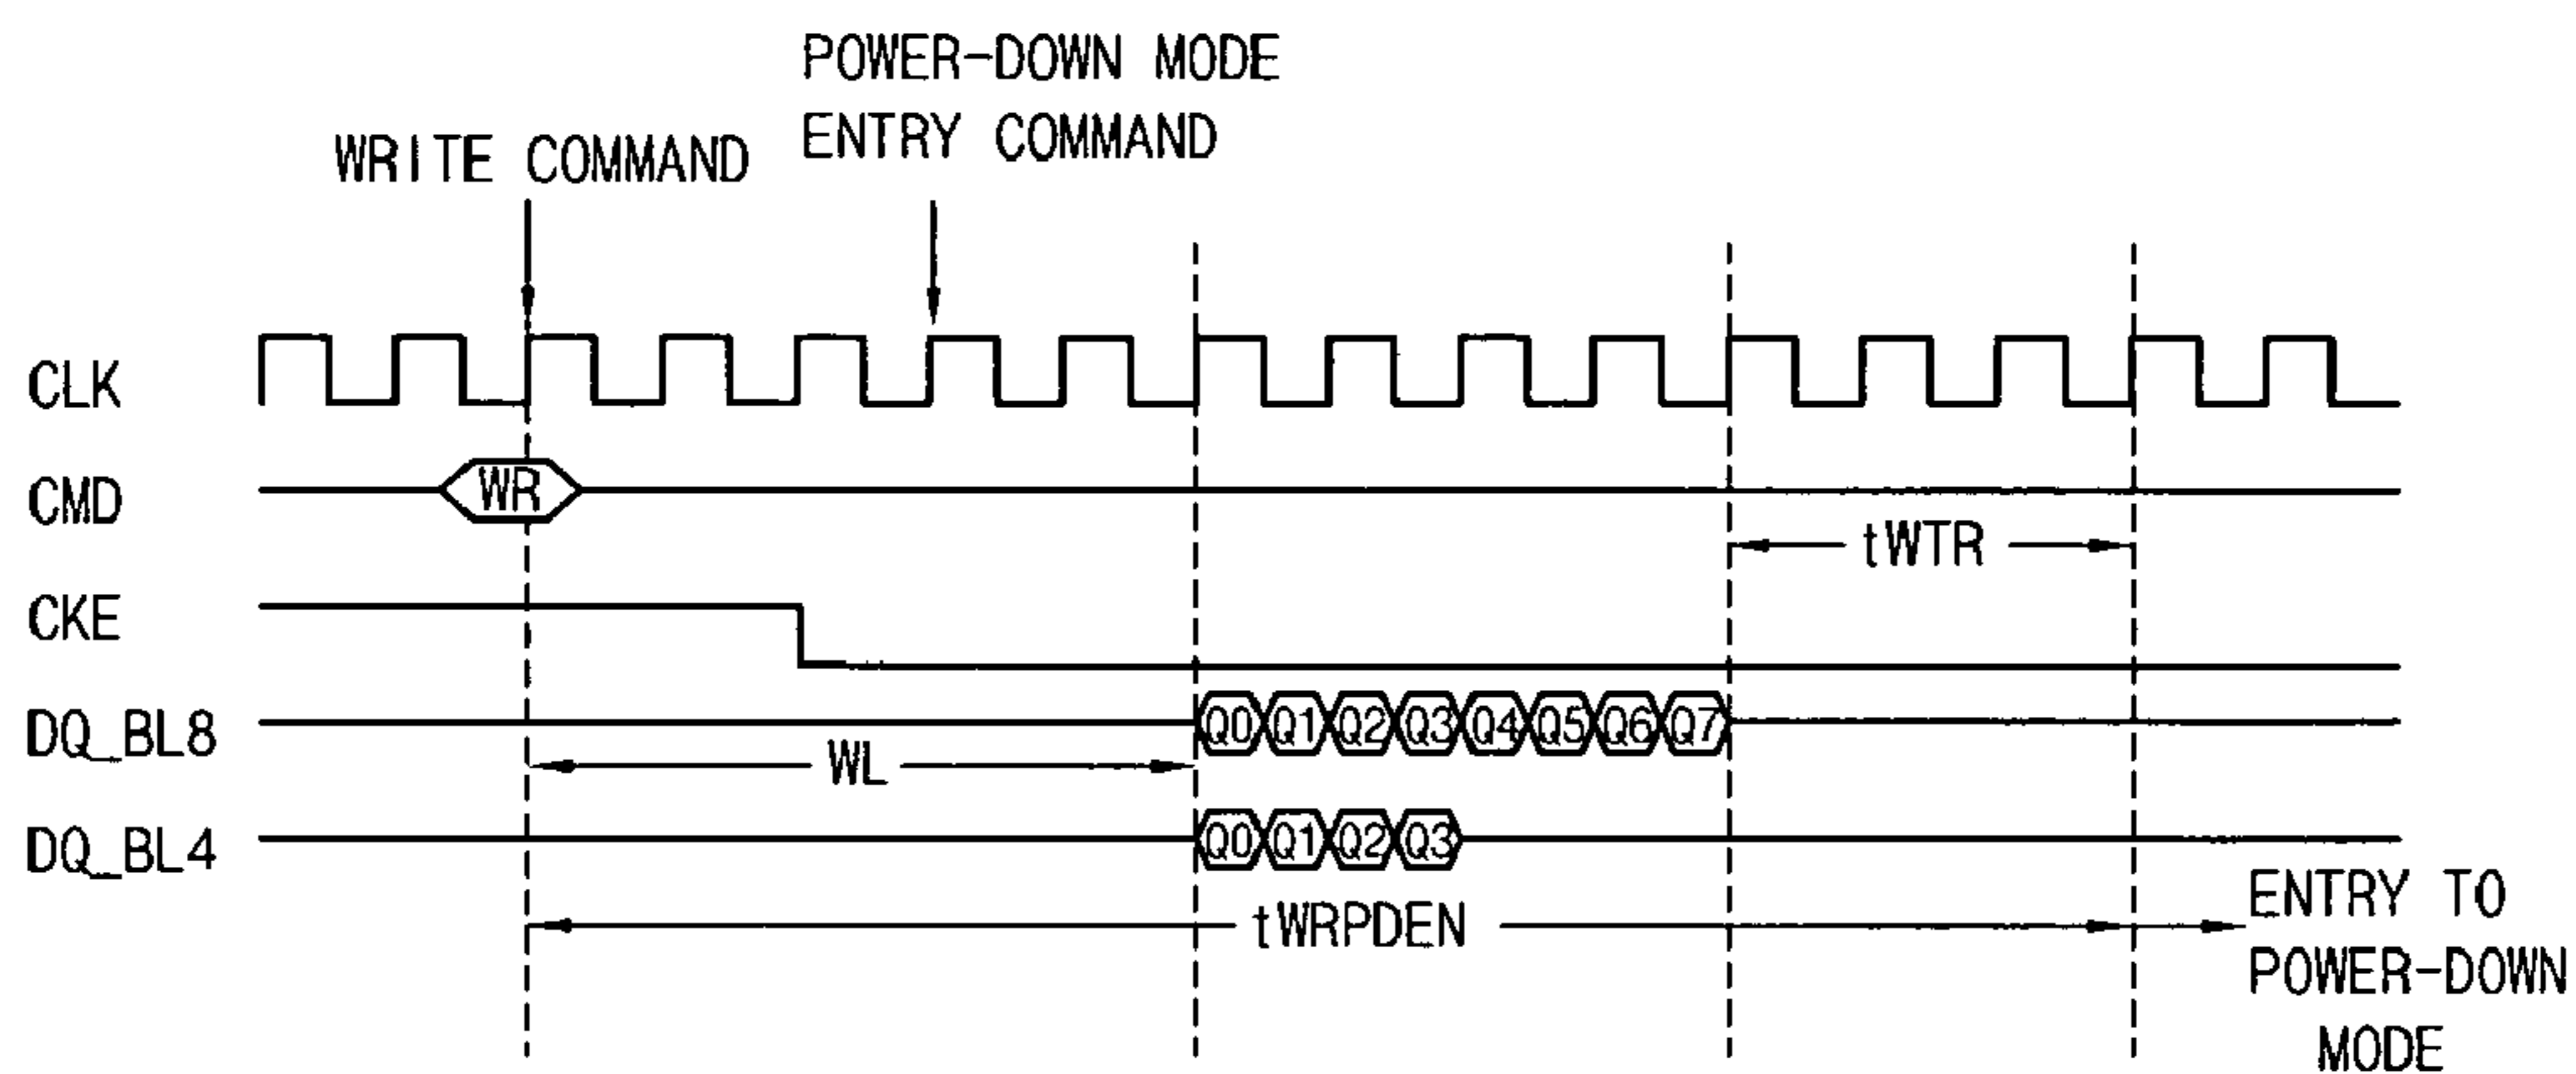 POWER-DOWN MODE
ENTRY COMMAND
WRITE COMMAND
CLK
CMD
WR
tWTR
CKE
DQ_BL8
Q0 Q1 Q2 Q3 Q4 Q5 Q6 Q7
WL
DQ_BL4
Q0 Q1 Q2 Q3
tWRPDEN
ENTRY TO
POWER-DOWN
MODE